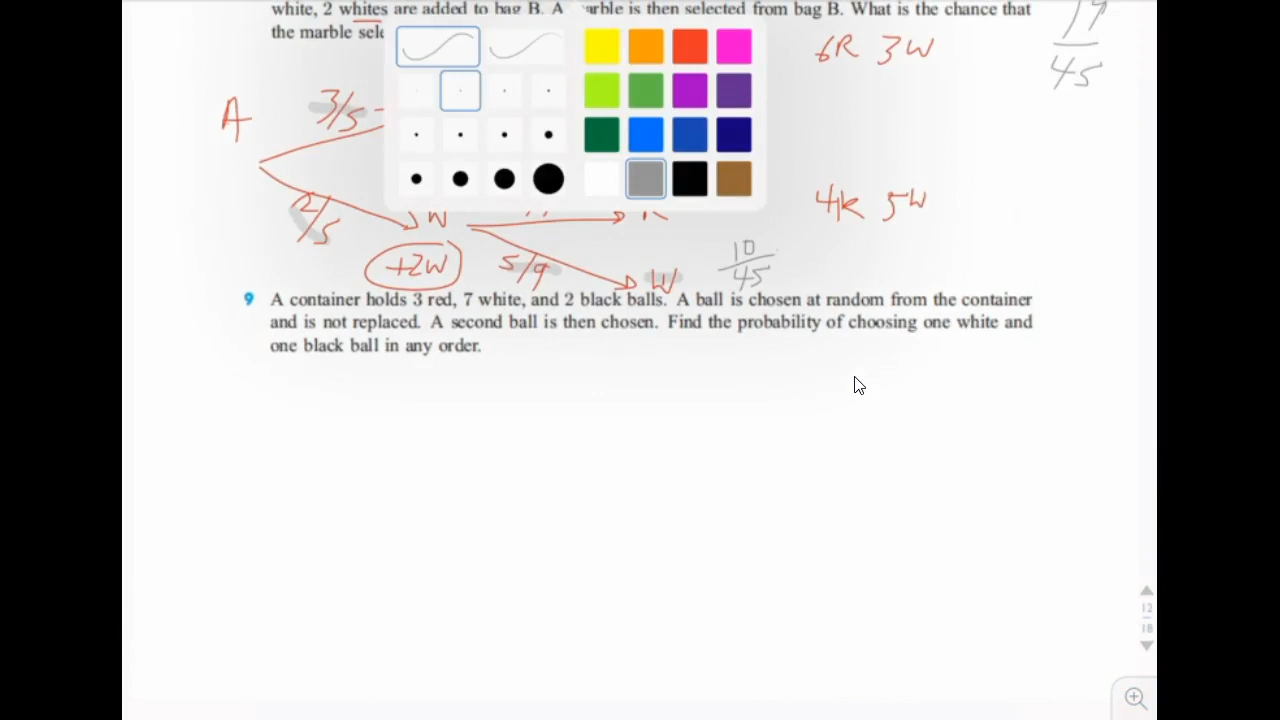 white, 2 whites are added to bag B. A marble is then selected from bag B. What is the chance that
the marble sele
6R 3W
19
45
A
3/5
4R 5W
2/5
W
R
+2W
5/9
W
10
45
9 A container holds 3 red, 7 white, and 2 black balls. A ball is chosen at random from the container
and is not replaced. A second ball is then chosen. Find the probability of choosing one white and
one black ball in any order.
12
18